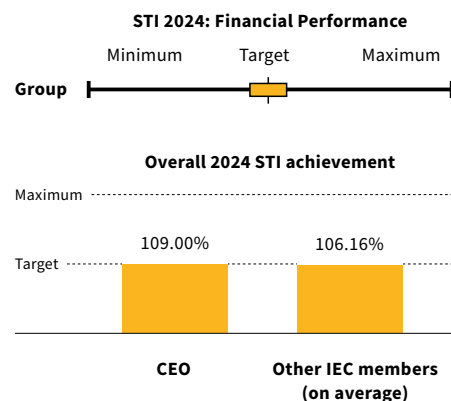 STI 2024: Financial Performance
Minimum Target Maximum
Group
Overall 2024 STI achievement
Maximum
109.00% 106.16%
Target
CEO Other IEC members
(on average)